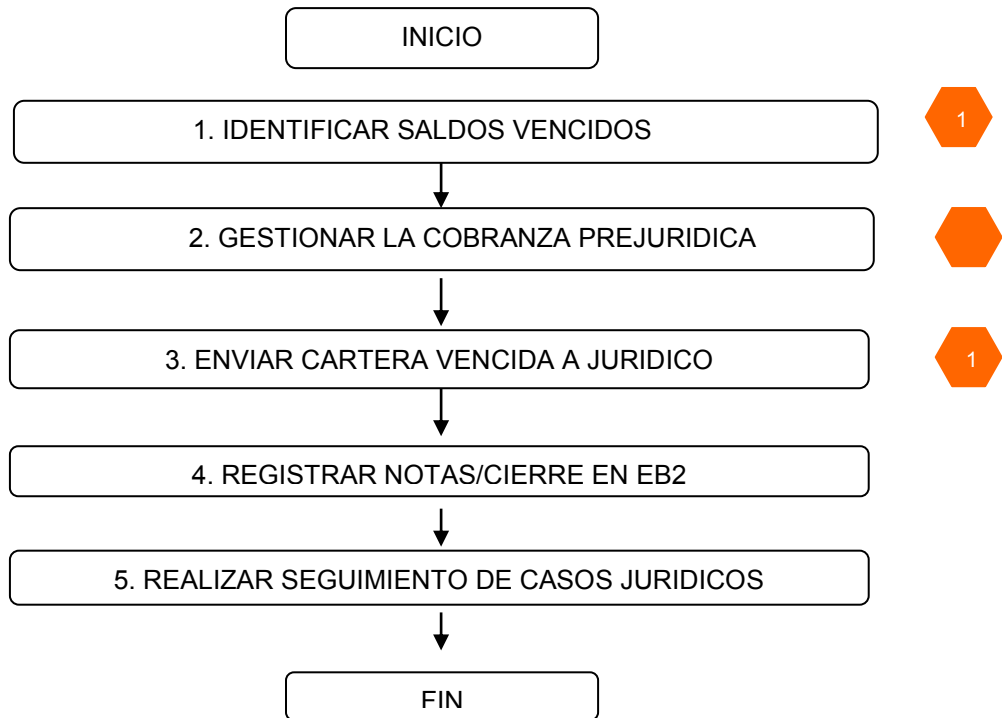 INICIO
1. IDENTIFICAR SALDOS VENCIDOS
1
2. GESTIONAR LA COBRANZA PREJURIDICA
3. ENVIAR CARTERA VENCIDA A JURIDICO
1
4. REGISTRAR NOTAS/CIERRE EN EB2
5. REALIZAR SEGUIMIENTO DE CASOS JURIDICOS
FIN